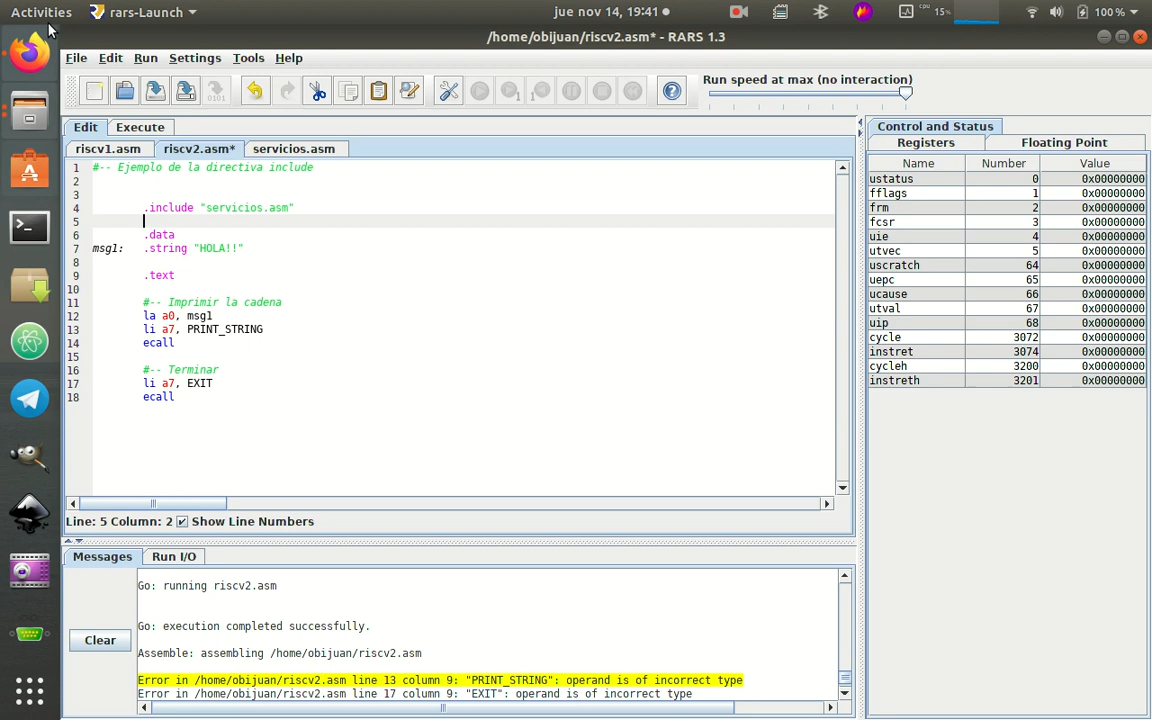 Activities rars-Launch jue nov 14, 19:41 cpu 15% 100%
/home/obijuan/riscv2.asm* - RARS 1.3
File Edit Run Settings Tools Help
Run speed at max (no interaction)
Edit Execute
riscv1.asm riscv2.asm* servicios.asm
1 #-- Ejemplo de la directiva include
2
3
4 .include "servicios.asm"
5
6 .data
7 msg1: .string "HOLA!!"
8
9 .text
10
11 #-- Imprimir la cadena
12 la a0, msg1
13 li a7, PRINT_STRING
14 ecall
15
16 #-- Terminar
17 li a7, EXIT
18 ecall
Line: 5 Column: 2 Show Line Numbers
Messages Run I/O
Clear
Go: running riscv2.asm
Go: execution completed successfully.
Assemble: assembling /home/obijuan/riscv2.asm
Error in /home/obijuan/riscv2.asm line 13 column 9: "PRINT_STRING": operand is of incorrect type
Error in /home/obijuan/riscv2.asm line 17 column 9: "EXIT": operand is of incorrect type
Control and Status
Registers Floating Point
Name Number Value
ustatus 0 0x00000000
fflags 1 0x00000000
frm 2 0x00000000
fcsr 3 0x00000000
uie 4 0x00000000
utvec 5 0x00000000
uscratch 64 0x00000000
uepc 65 0x00000000
ucause 66 0x00000000
utval 67 0x00000000
uip 68 0x00000000
cycle 3072 0x00000000
instret 3074 0x00000000
cycleh 3200 0x00000000
instreth 3201 0x00000000